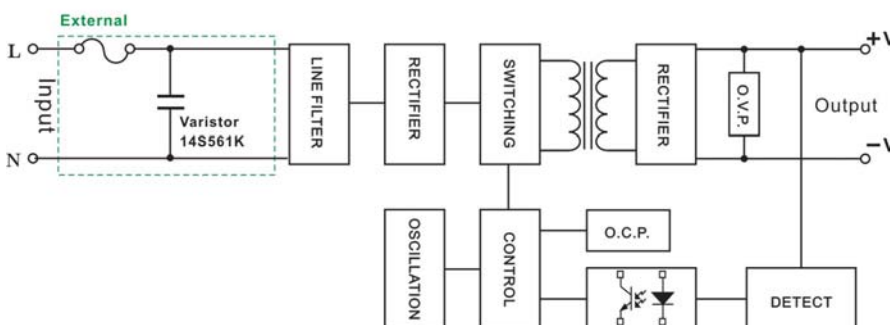 External
L
N
Input
Varistor
14S561K
LINE FILTER
RECTIFIER
SWITCHING
RECTIFIER
O.V.P.
+V
Output
-V
OSCILLATION
CONTROL
O.C.P.
DETECT